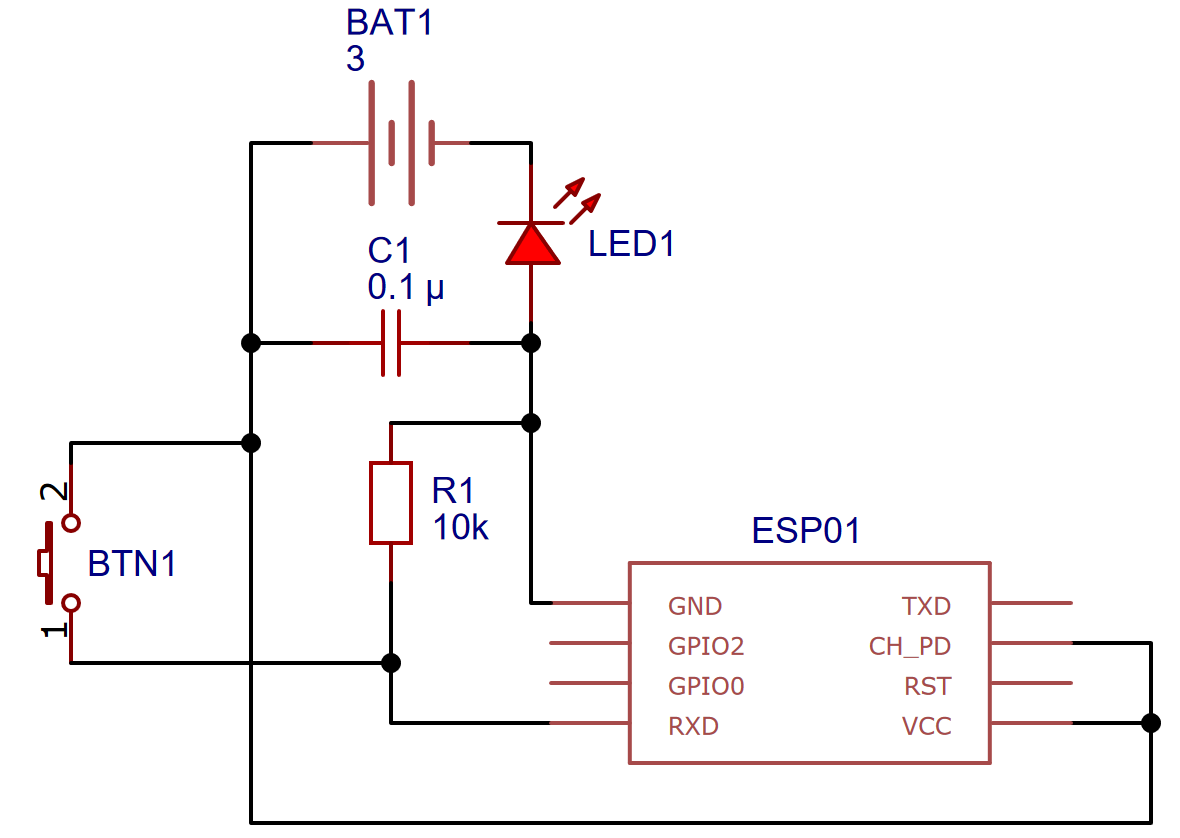 BAT1
3
C1
0.1 µ
LED1
R1
10k
2
BTN1
1
ESP01
GND
TXD
GPIO2
CH_PD
GPIO0
RST
RXD
VCC